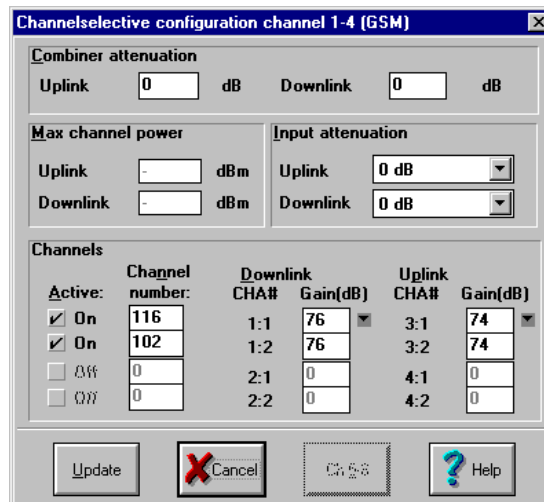 Channelselective configuration channel 1-4 (GSM)
Combiner attenuation
Uplink 0 dB Downlink 0 dB
Max channel power
Uplink - dBm
Downlink - dBm
Input attenuation
Uplink 0 dB
Downlink 0 dB
Channels
Active: Channel number: Downlink CHA# Gain(dB) Uplink CHA# Gain(dB)
On 116 1:1 76 3:1 74
On 102 1:2 76 3:2 74
Off 0 2:1 0 4:1 0
Off 0 2:2 0 4:2 0
Update Cancel Ch 5-8 Help